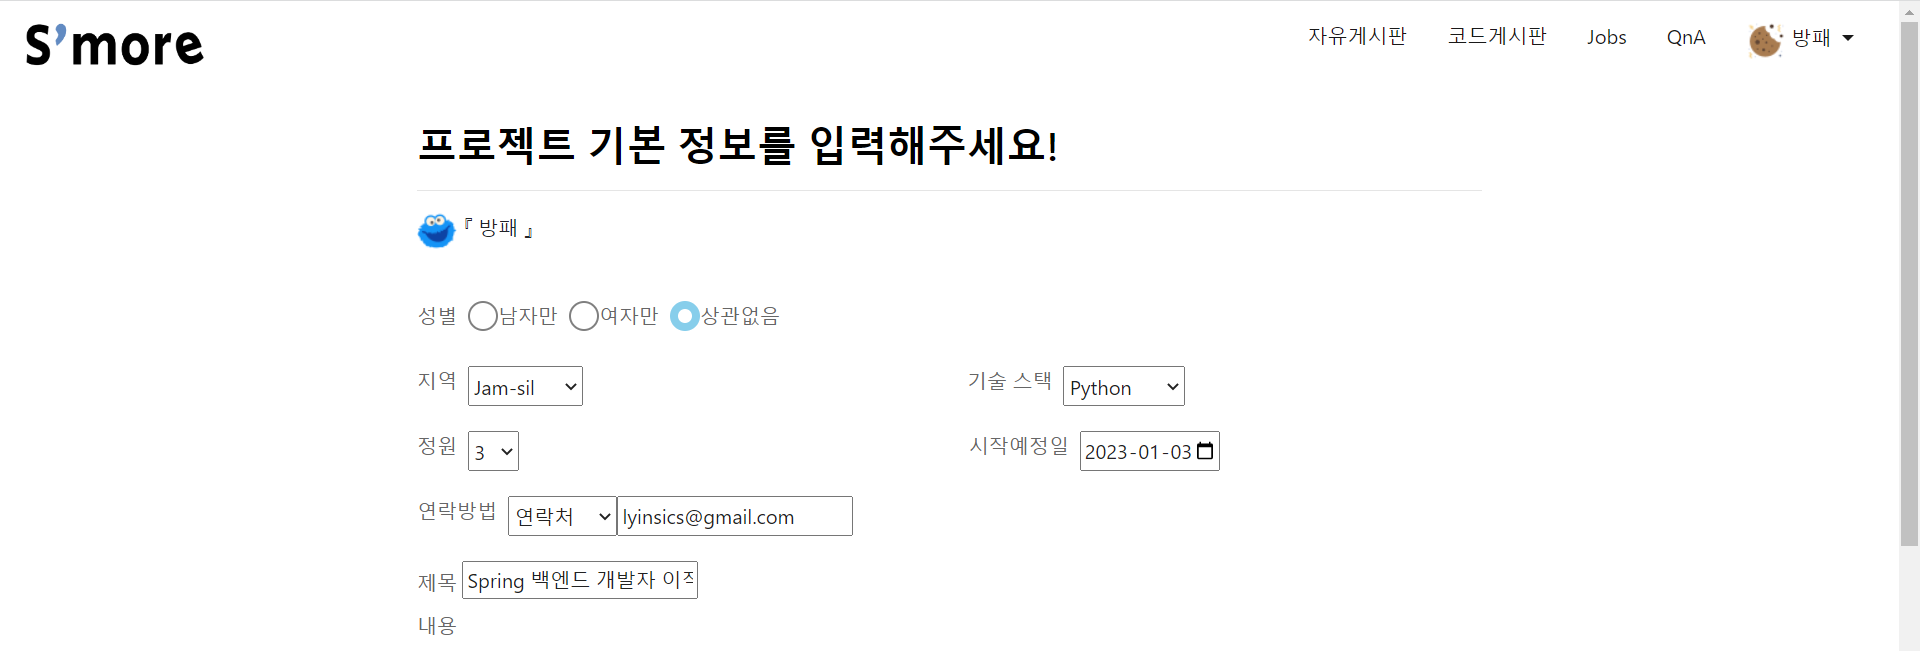 S'more 자유게시판 코드게시판 Jobs QnA 방패
프로젝트 기본 정보를 입력해주세요!
『 방패 』
성별 남자만 여자만 상관없음
지역 Jam-sil 기술 스택 Python
정원 3 시작예정일 2023-01-03
연락방법 연락처 lyinsics@gmail.com
제목 Spring 백엔드 개발자
내용